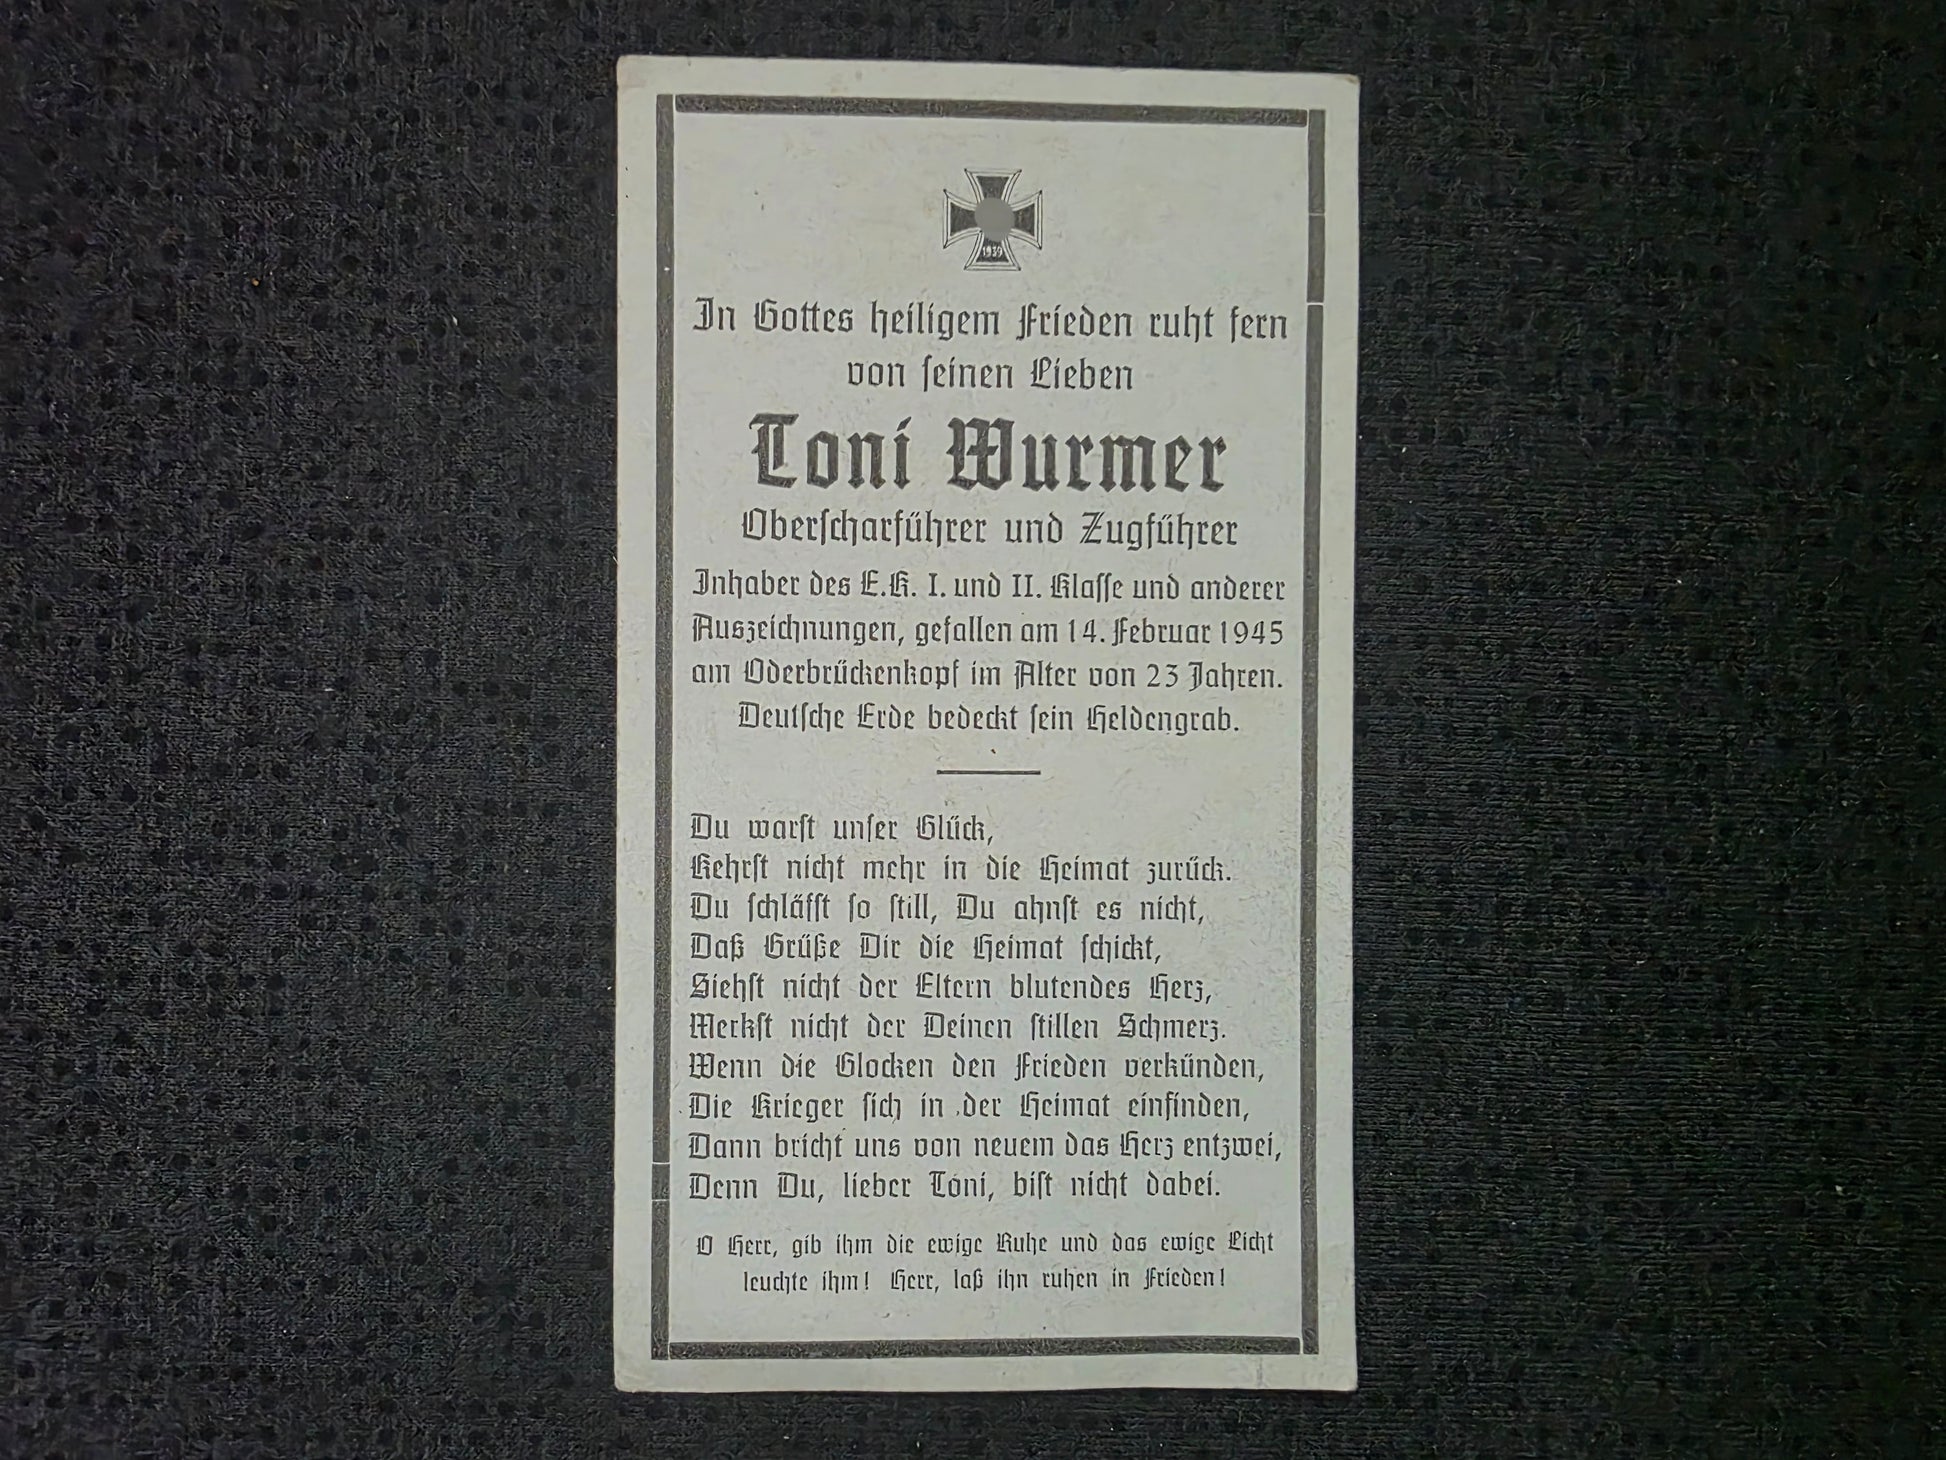 1939
In Gottes heiligem Frieden ruht fern
von seinen Lieben
Toni Wurmer
Oberscharführer und Zugführer
Inhaber des E.K. I. und II. Klasse und anderer
Auszeichnungen, gefallen am 14. Februar 1945
am Oderbrückenkopf im Alter von 23 Jahren.
Deutsche Erde bedeckt sein Heldengrab.
Du warst unser Glück,
Kehrst nicht mehr in die Heimat zurück.
Du schläfst so still, Du ahnst es nicht,
Daß Grüße Dir die Heimat schickt,
Siehst nicht der Eltern blutendes Herz,
Merkst nicht der Deinen stillen Schmerz.
Wenn die Glocken den Frieden verkünden,
Die Krieger sich in der Heimat einfinden,
Dann bricht uns von neuem das Herz entzwei,
Denn Du, lieber Toni, bist nicht dabei.
O Herr, gib ihm die ewige Ruhe und das ewige Licht
leuchte ihm! Herr, laß ihn ruhen in Frieden!